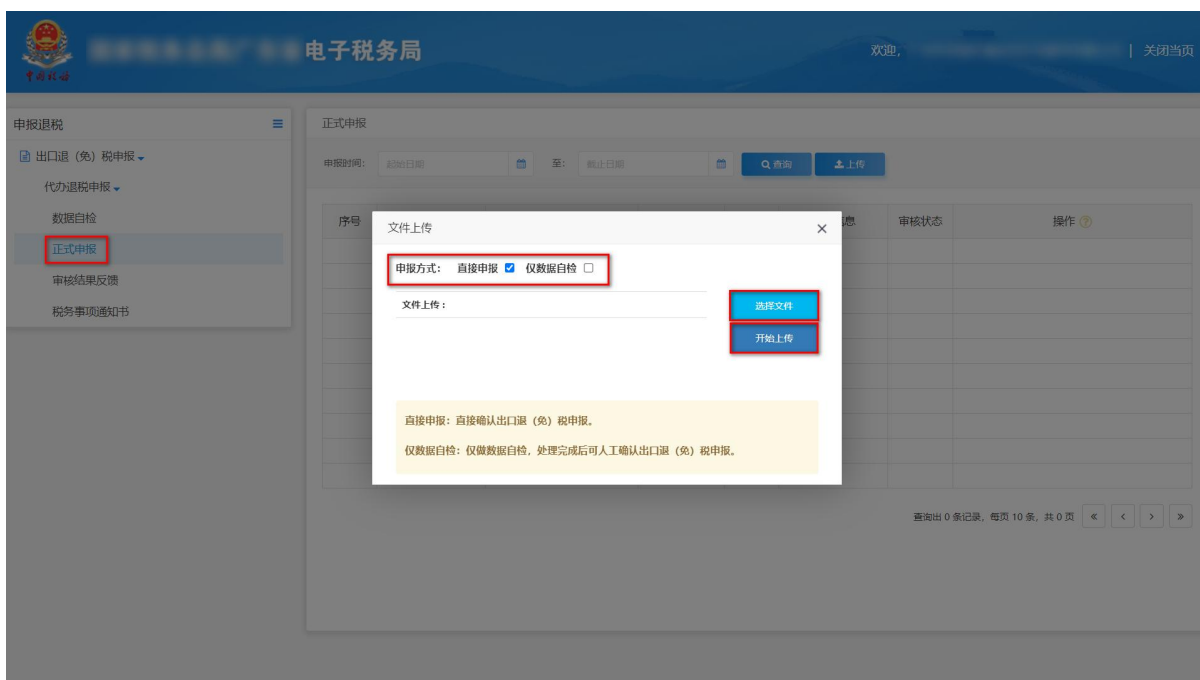 电子税务局
欢迎,
| 关闭当页
中国税务
申报退税
出口退（免）税申报
代办退税申报
数据自检
正式申报
审核结果反馈
税务事项通知书
正式申报
申报时间: 起始日期 至: 截止日期 查询 上传
序号 信息 审核状态 操作 ?
文件上传 ×
申报方式: 直接申报 仅数据自检
文件上传: 选择文件
开始上传
直接申报: 直接确认出口退（免）税申报。
仅数据自检: 仅做数据自检, 处理完成后可人工确认出口退（免）税申报。
查询出 0 条记录, 每页 10 条, 共 0 页 « < > »